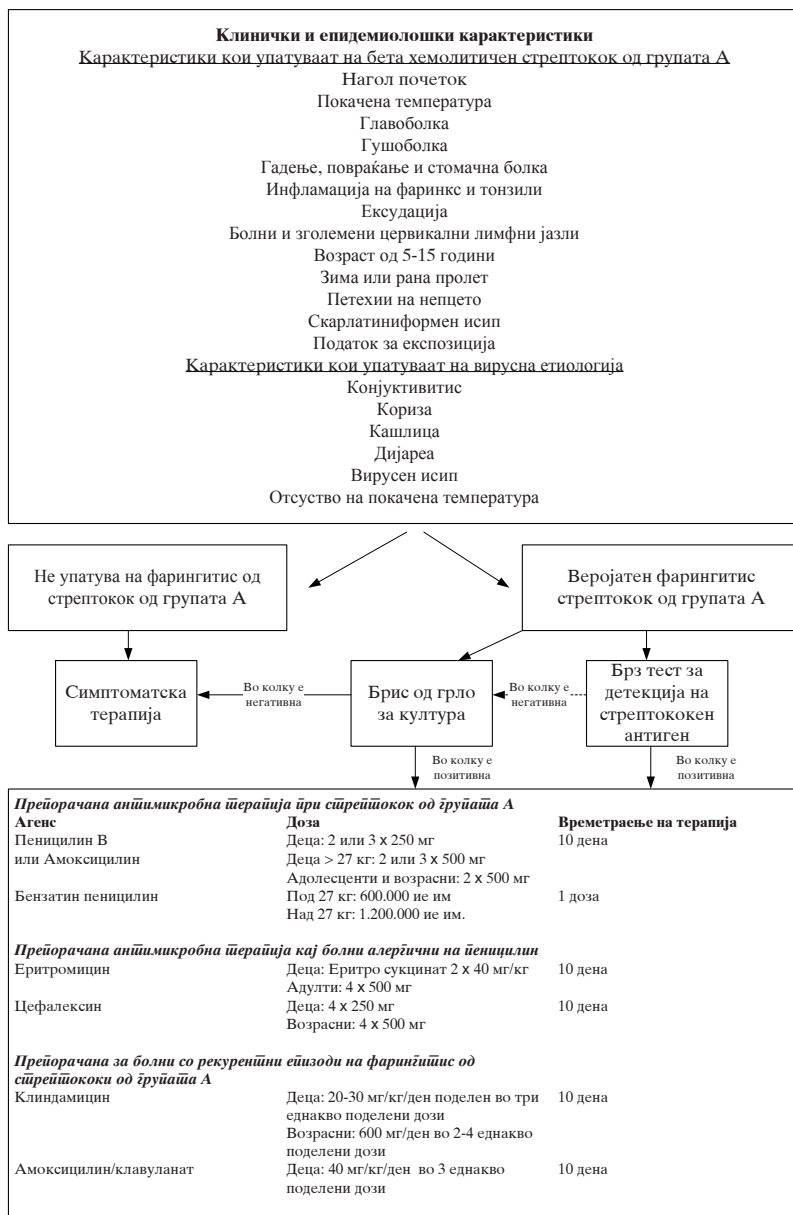 Клинички и епидемиолошки карактеристики
Карактеристики кои упатуваат на бета хемолитичен стрептокок од групата А
Нагол почеток
Покачена температура
Главоболка
Гушоболка
Гадење, повраќање и стомачна болка
Инфламација на фаринкс и тонзили
Ексудација
Болни и зголемени цервикални лимфни јазли
Возраст од 5-15 години
Зима или рана пролет
Петехии на непцето
Скарлатиниформен исип
Податок за експозиција
Карактеристики кои упатуваат на вирусна етиологија
Конјуктивитис
Кориза
Кашлица
Дијареа
Вирусен исип
Отсуство на покачена температура
Не упатува на фарингитис од
стрептокок од групата А
Веројатен фарингитис
стрептокок од групата А
Симптоматска
терапија
Во колку е
негативна
Брис од грло
за култура
Во колку е
негативна
Брз тест за
детекција на
стрептококен
антиген
Во колку е
позитивна
Во колку е
позитивна
Препорачана антимикробна терапија при стрептокок од групата А
Агенс Доза Времетраење на терапија
Пеницилин В Деца: 2 или 3 x 250 мг 10 дена
или Амоксицилин Деца > 27 кг: 2 или 3 x 500 мг
Адолесценти и возрасни: 2 x 500 мг
Бензатин пеницилин Под 27 кг: 600.000 ие им 1 доза
Над 27 кг: 1.200.000 ие им.
Препорачана антимикробна терапија кај болни алергични на пеницилин
Еритромицин Деца: Еритро сукцинат 2 x 40 мг/кг 10 дена
Адулти: 4 x 500 мг
Цефалексин Деца: 4 x 250 мг 10 дена
Возрасни: 4 x 500 мг
Препорачана за болни со рекурентни епизоди на фарингитис од
стрептококи од групата А
Клиндамицин Деца: 20-30 мг/кг/ден поделен во три 10 дена
еднакво поделени дози
Возрасни: 600 мг/ден во 2-4 еднакво
поделени дози
Амоксицилин/клавуланат Деца: 40 мг/кг/ден во 3 еднакво 10 дена
поделени дози